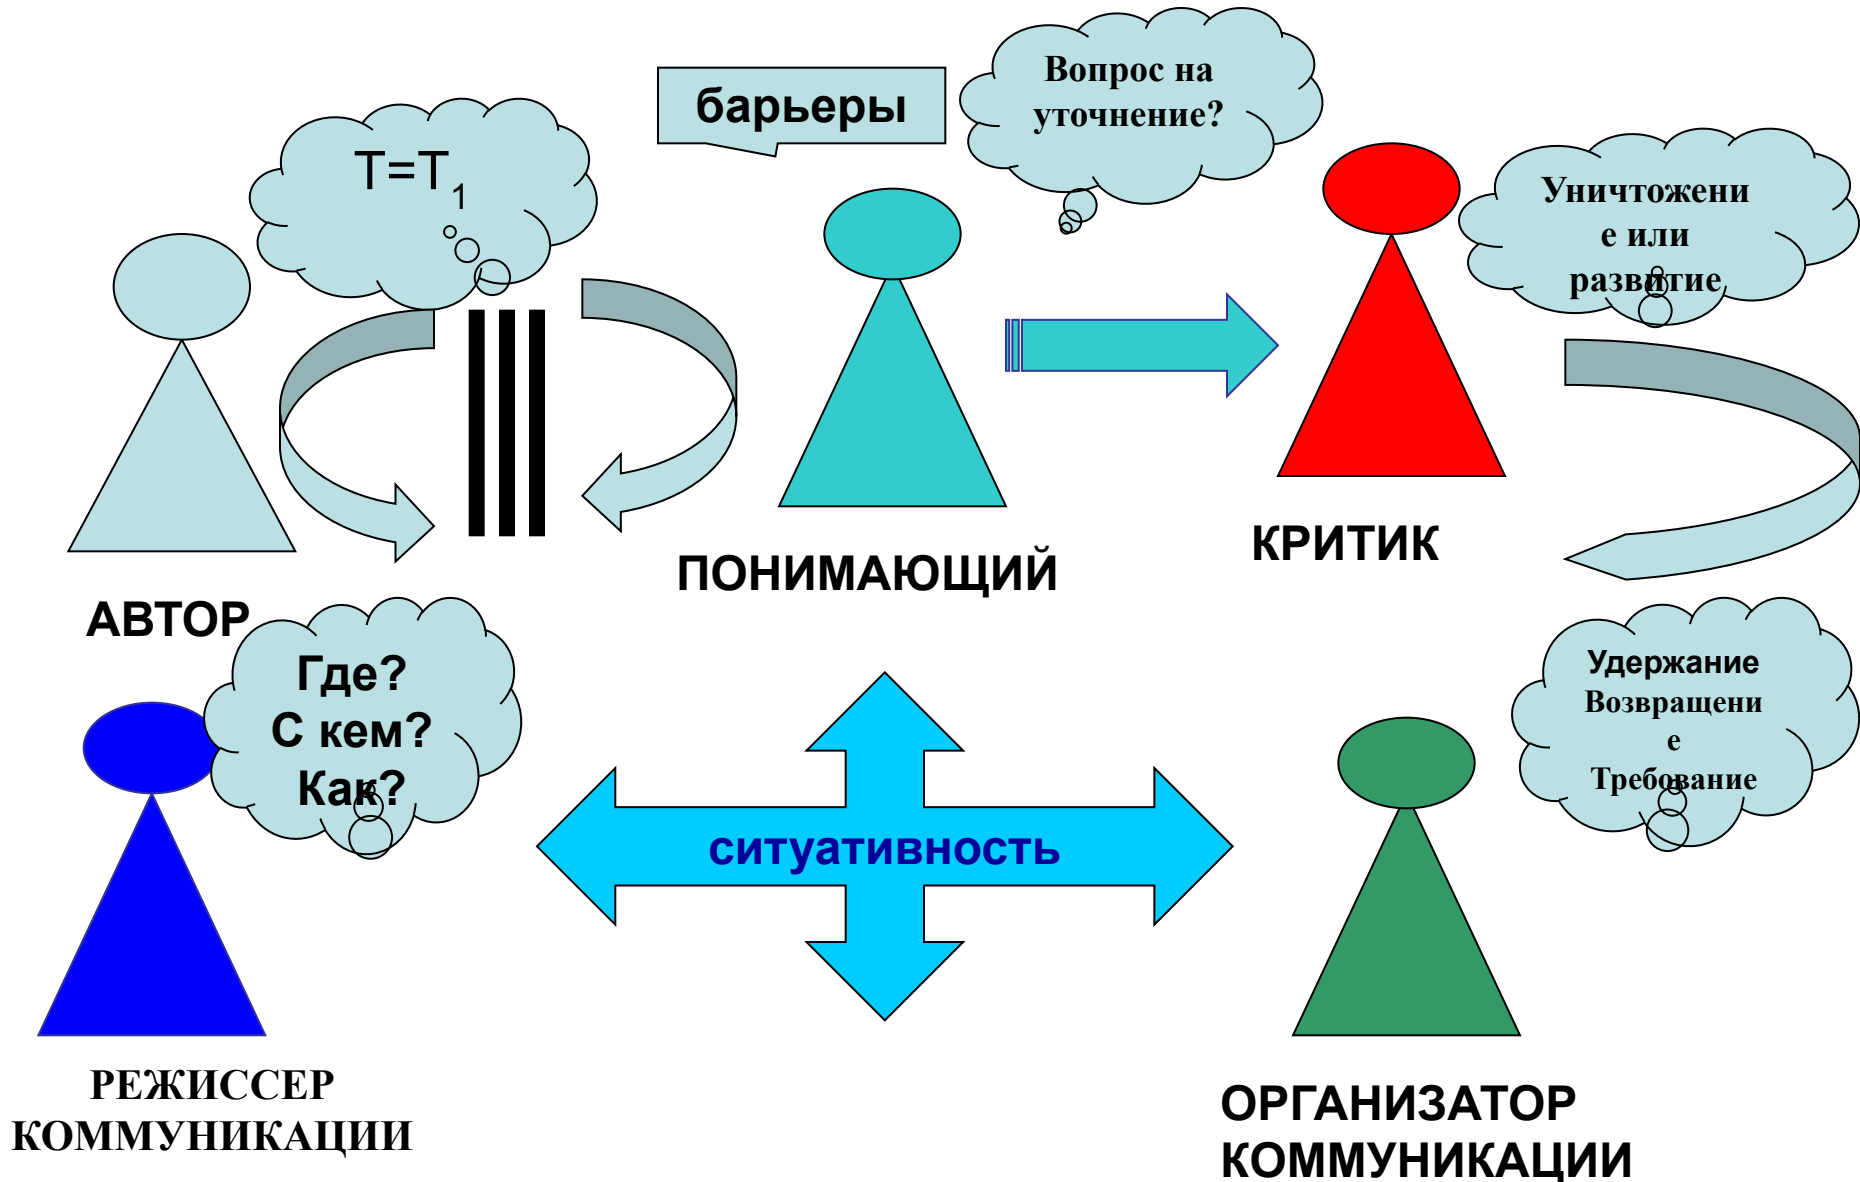 барьеры
Вопрос на
уточнение?
T=T1
Уничтожени
е или
развитие
КРИТИК
ПОНИМАЮЩИЙ
АВТОР
Где?
С кем?
Как?
Удержание
Возвращени
е
Требование
ситуативность
РЕЖИССЕР
КОММУНИКАЦИИ
ОРГАНИЗАТОР
КОММУНИКАЦИИ